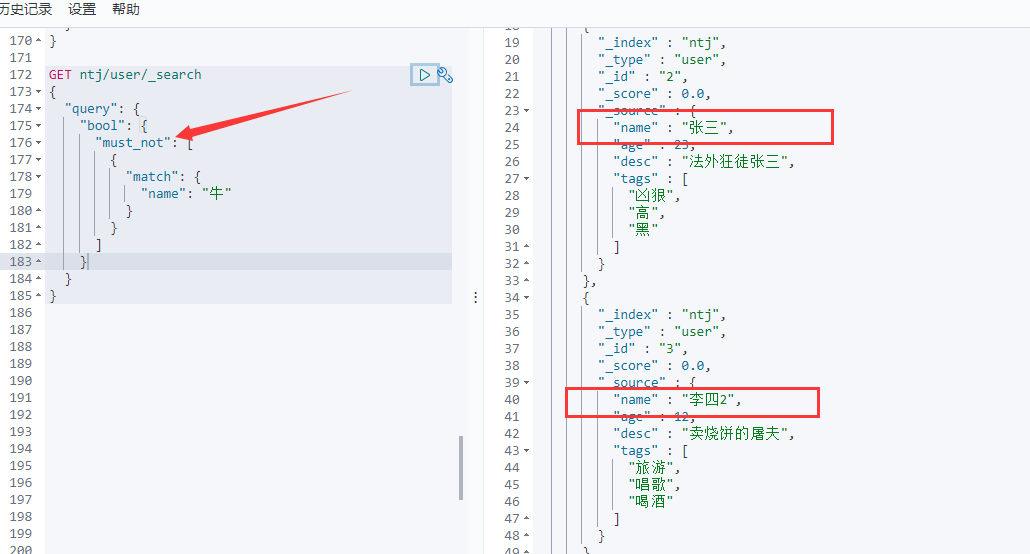 历史记录 设置 帮助
170 }
171
172 GET ntj/user/_search
173 {
174 "query": {
175 "bool": {
176 "must_not": [
177 {
178 "match": {
179 "name": "牛"
180 }
181 }
182 ]
183 }
184 }
185 }
186
187
188
189
190
191
192
193
194
195
196
197
198
199
200
19 "_index" : "ntj",
20 "_type" : "user",
21 "_id" : "2",
22 "_score" : 0.0,
23 "_source" : {
24 "name" : "张三",
25 "age" : 23,
26 "desc" : "法外狂徒张三",
27 "tags" : [
28 "凶狠",
29 "高",
30 "黑"
31 ]
32 }
33 },
34 {
35 "_index" : "ntj",
36 "_type" : "user",
37 "_id" : "3",
38 "_score" : 0.0,
39 "_source" : {
40 "name" : "李四2",
41 "age" : 12,
42 "desc" : "卖烧饼的屠夫",
43 "tags" : [
44 "旅游",
45 "唱歌",
46 "喝酒"
47 ]
48 }